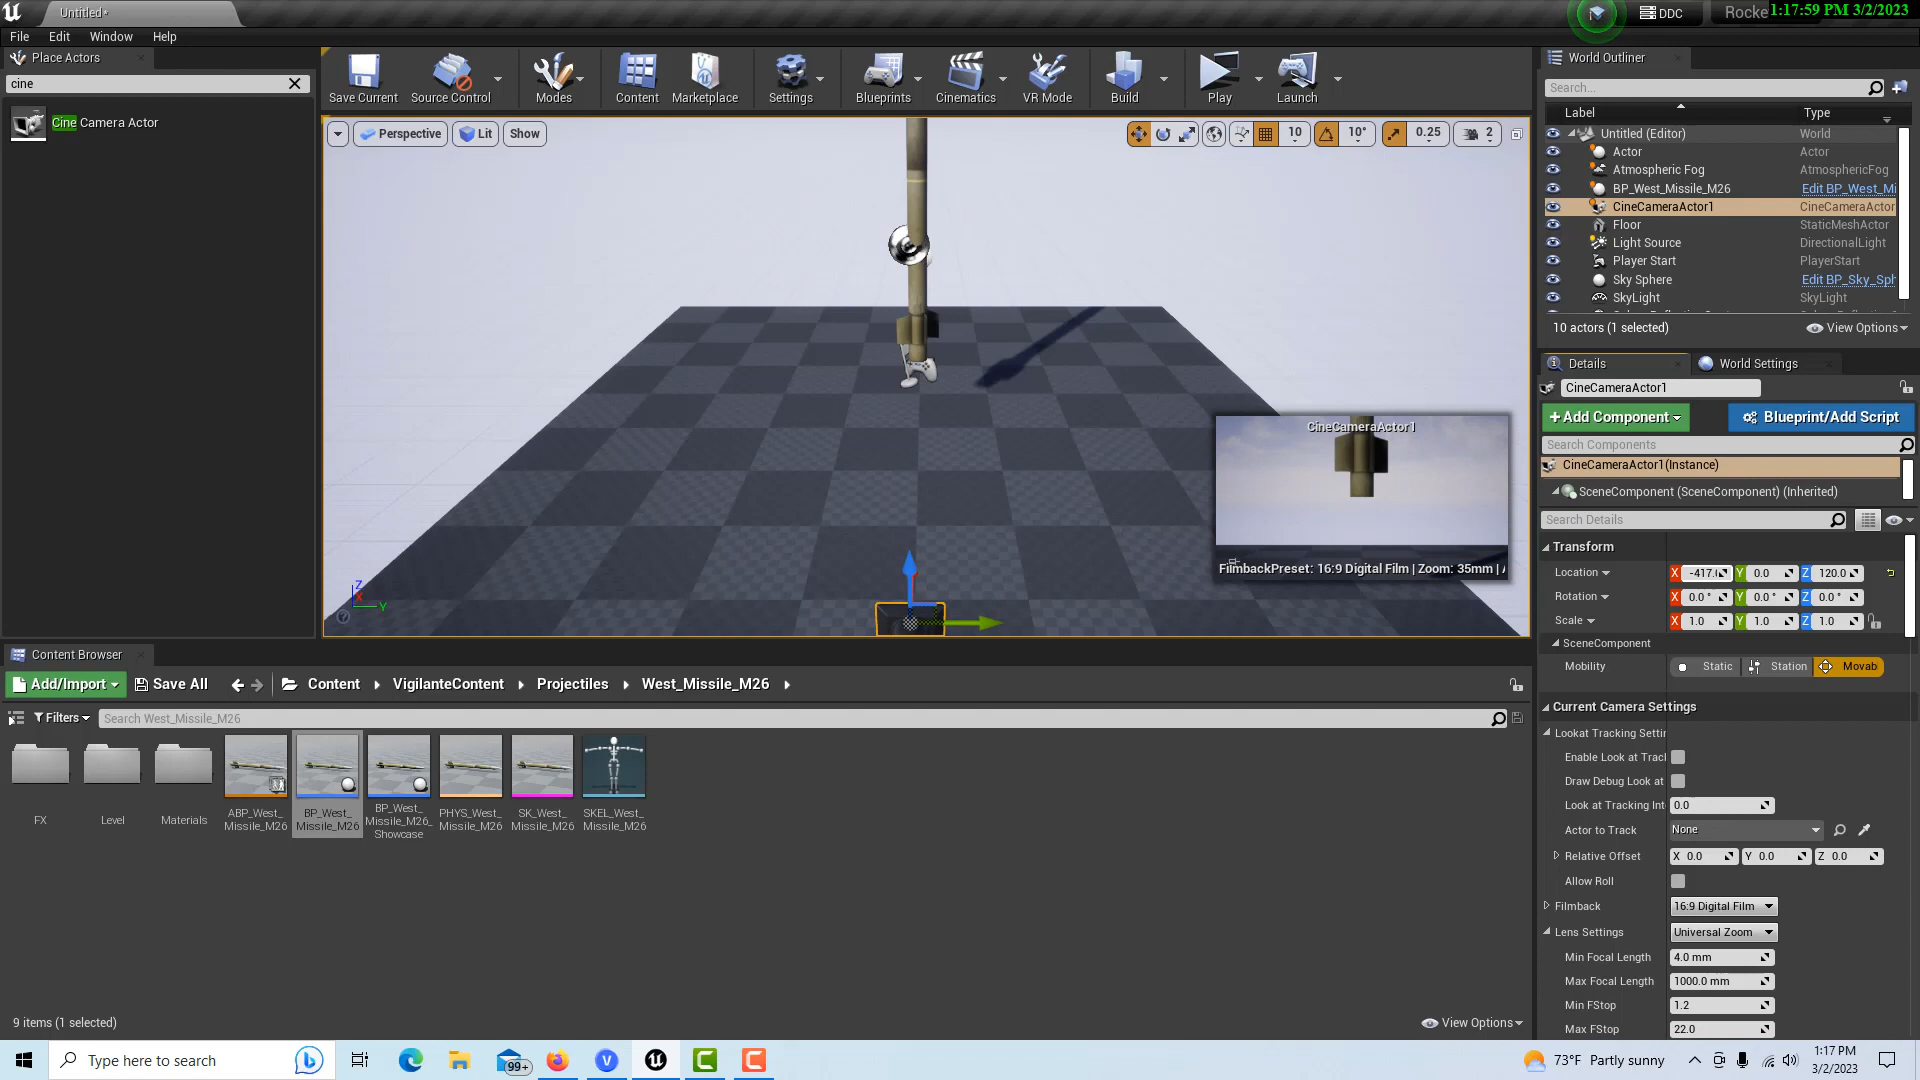 Untitled*
DDC
Rocke
1:17:59 PM 3/2/2023
File
Edit
Window
Help
Place Actors
cine
Cine Camera Actor
Save Current
Source Control
Modes
Content
Marketplace
Settings
Blueprints
Cinematics
VR Mode
Build
Play
Launch
Perspective
Lit
Show
10
10°
0.25
2
CineCameraActor1
FilmbackPreset: 16:9 Digital Film | Zoom: 35mm |
Z
X
Y
World Outliner
Search...
Label
Type
Untitled (Editor)
World
Actor
Actor
Atmospheric Fog
AtmosphericFog
BP_West_Missile_M26
Edit BP_West_Mi
CineCameraActor1
CineCameraActor
Floor
StaticMeshActor
Light Source
DirectionalLight
Player Start
PlayerStart
Sky Sphere
Edit BP_Sky_Sph
SkyLight
SkyLight
10 actors (1 selected)
View Options
Details
World Settings
CineCameraActor1
+Add Component
Blueprint/Add Script
Search Components
CineCameraActor1(Instance)
SceneComponent (SceneComponent) (Inherited)
Search Details
Transform
Location
X -417.0
Y 0.0
Z 120.0
Rotation
X 0.0°
Y 0.0°
Z 0.0°
Scale
X 1.0
Y 1.0
Z 1.0
SceneComponent
Mobility
Static
Station
Movab
Current Camera Settings
Lookat Tracking Settin
Enable Look at Track
Draw Debug Look at
Look at Tracking Int
0.0
Actor to Track
None
Relative Offset
X 0.0
Y 0.0
Z 0.0
Allow Roll
Filmback
16:9 Digital Film
Lens Settings
Universal Zoom
Min Focal Length
4.0 mm
Max Focal Length
1000.0 mm
Min FStop
1.2
Max FStop
22.0
Content Browser
Add/Import
Save All
Content
VigilanteContent
Projectiles
West_Missile_M26
Filters
Search West_Missile_M26
FX
Level
Materials
ABP_West_
Missile_M26
BP_West_
Missile_M26
BP_West_
Missile_M26_
Showcase
PHYS_West_
Missile_M26
SK_West_
Missile_M26
SKEL_West_
Missile_M26
9 items (1 selected)
View Options
Type here to search
99+
73°F Partly sunny
1:17 PM
3/2/2023